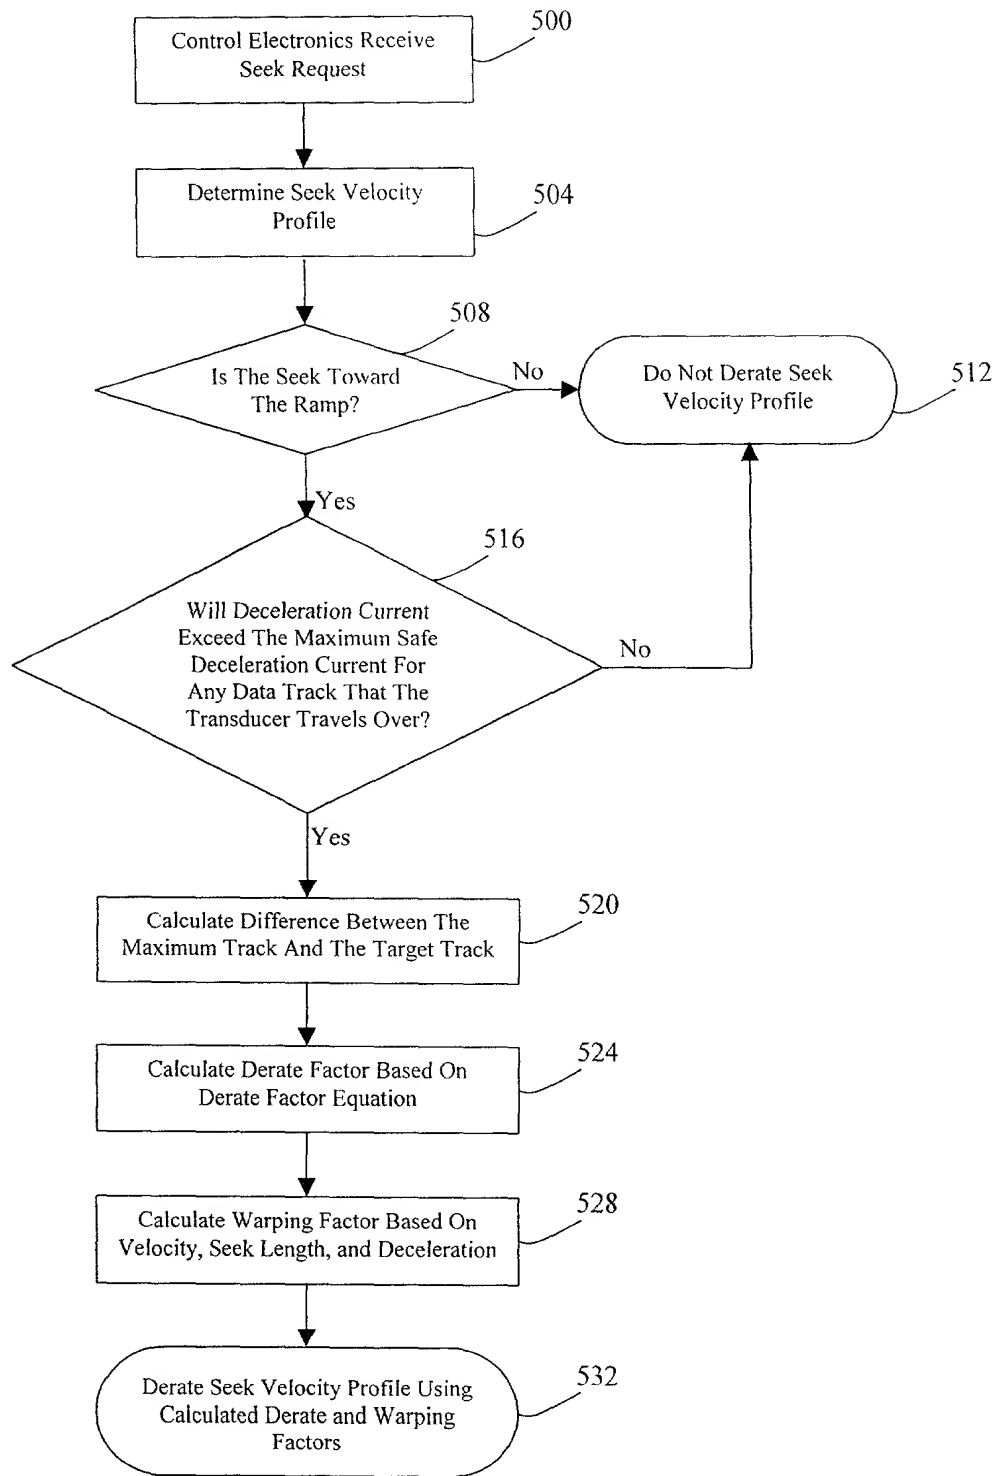 Control Electronics Receive
Seek Request
500
Determine Seek Velocity
Profile
504
508
Is The Seek Toward
The Ramp?
No
Do Not Derate Seek
Velocity Profile
512
Yes
516
Will Deceleration Current
Exceed The Maximum Safe
Deceleration Current For
Any Data Track That The
Transducer Travels Over?
No
Yes
Calculate Difference Between The
Maximum Track And The Target Track
520
Calculate Derate Factor Based On
Derate Factor Equation
524
Calculate Warping Factor Based On
Velocity, Seek Length, and Deceleration
528
Derate Seek Velocity Profile Using
Calculated Derate and Warping
Factors
532